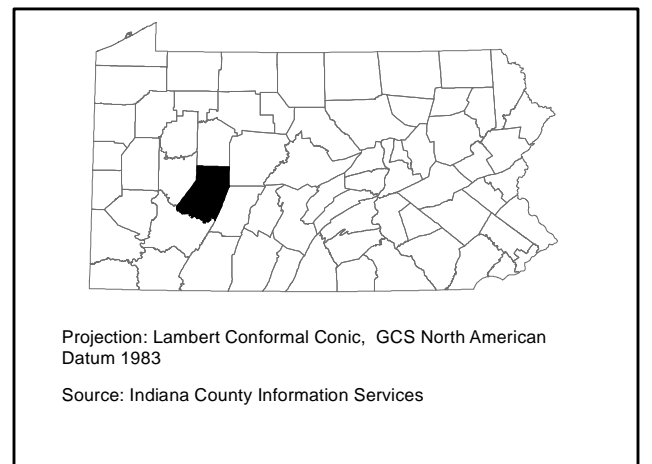 Projection: Lambert Conformal Conic,  GCS North American
Datum 1983
Source: Indiana County Information Services